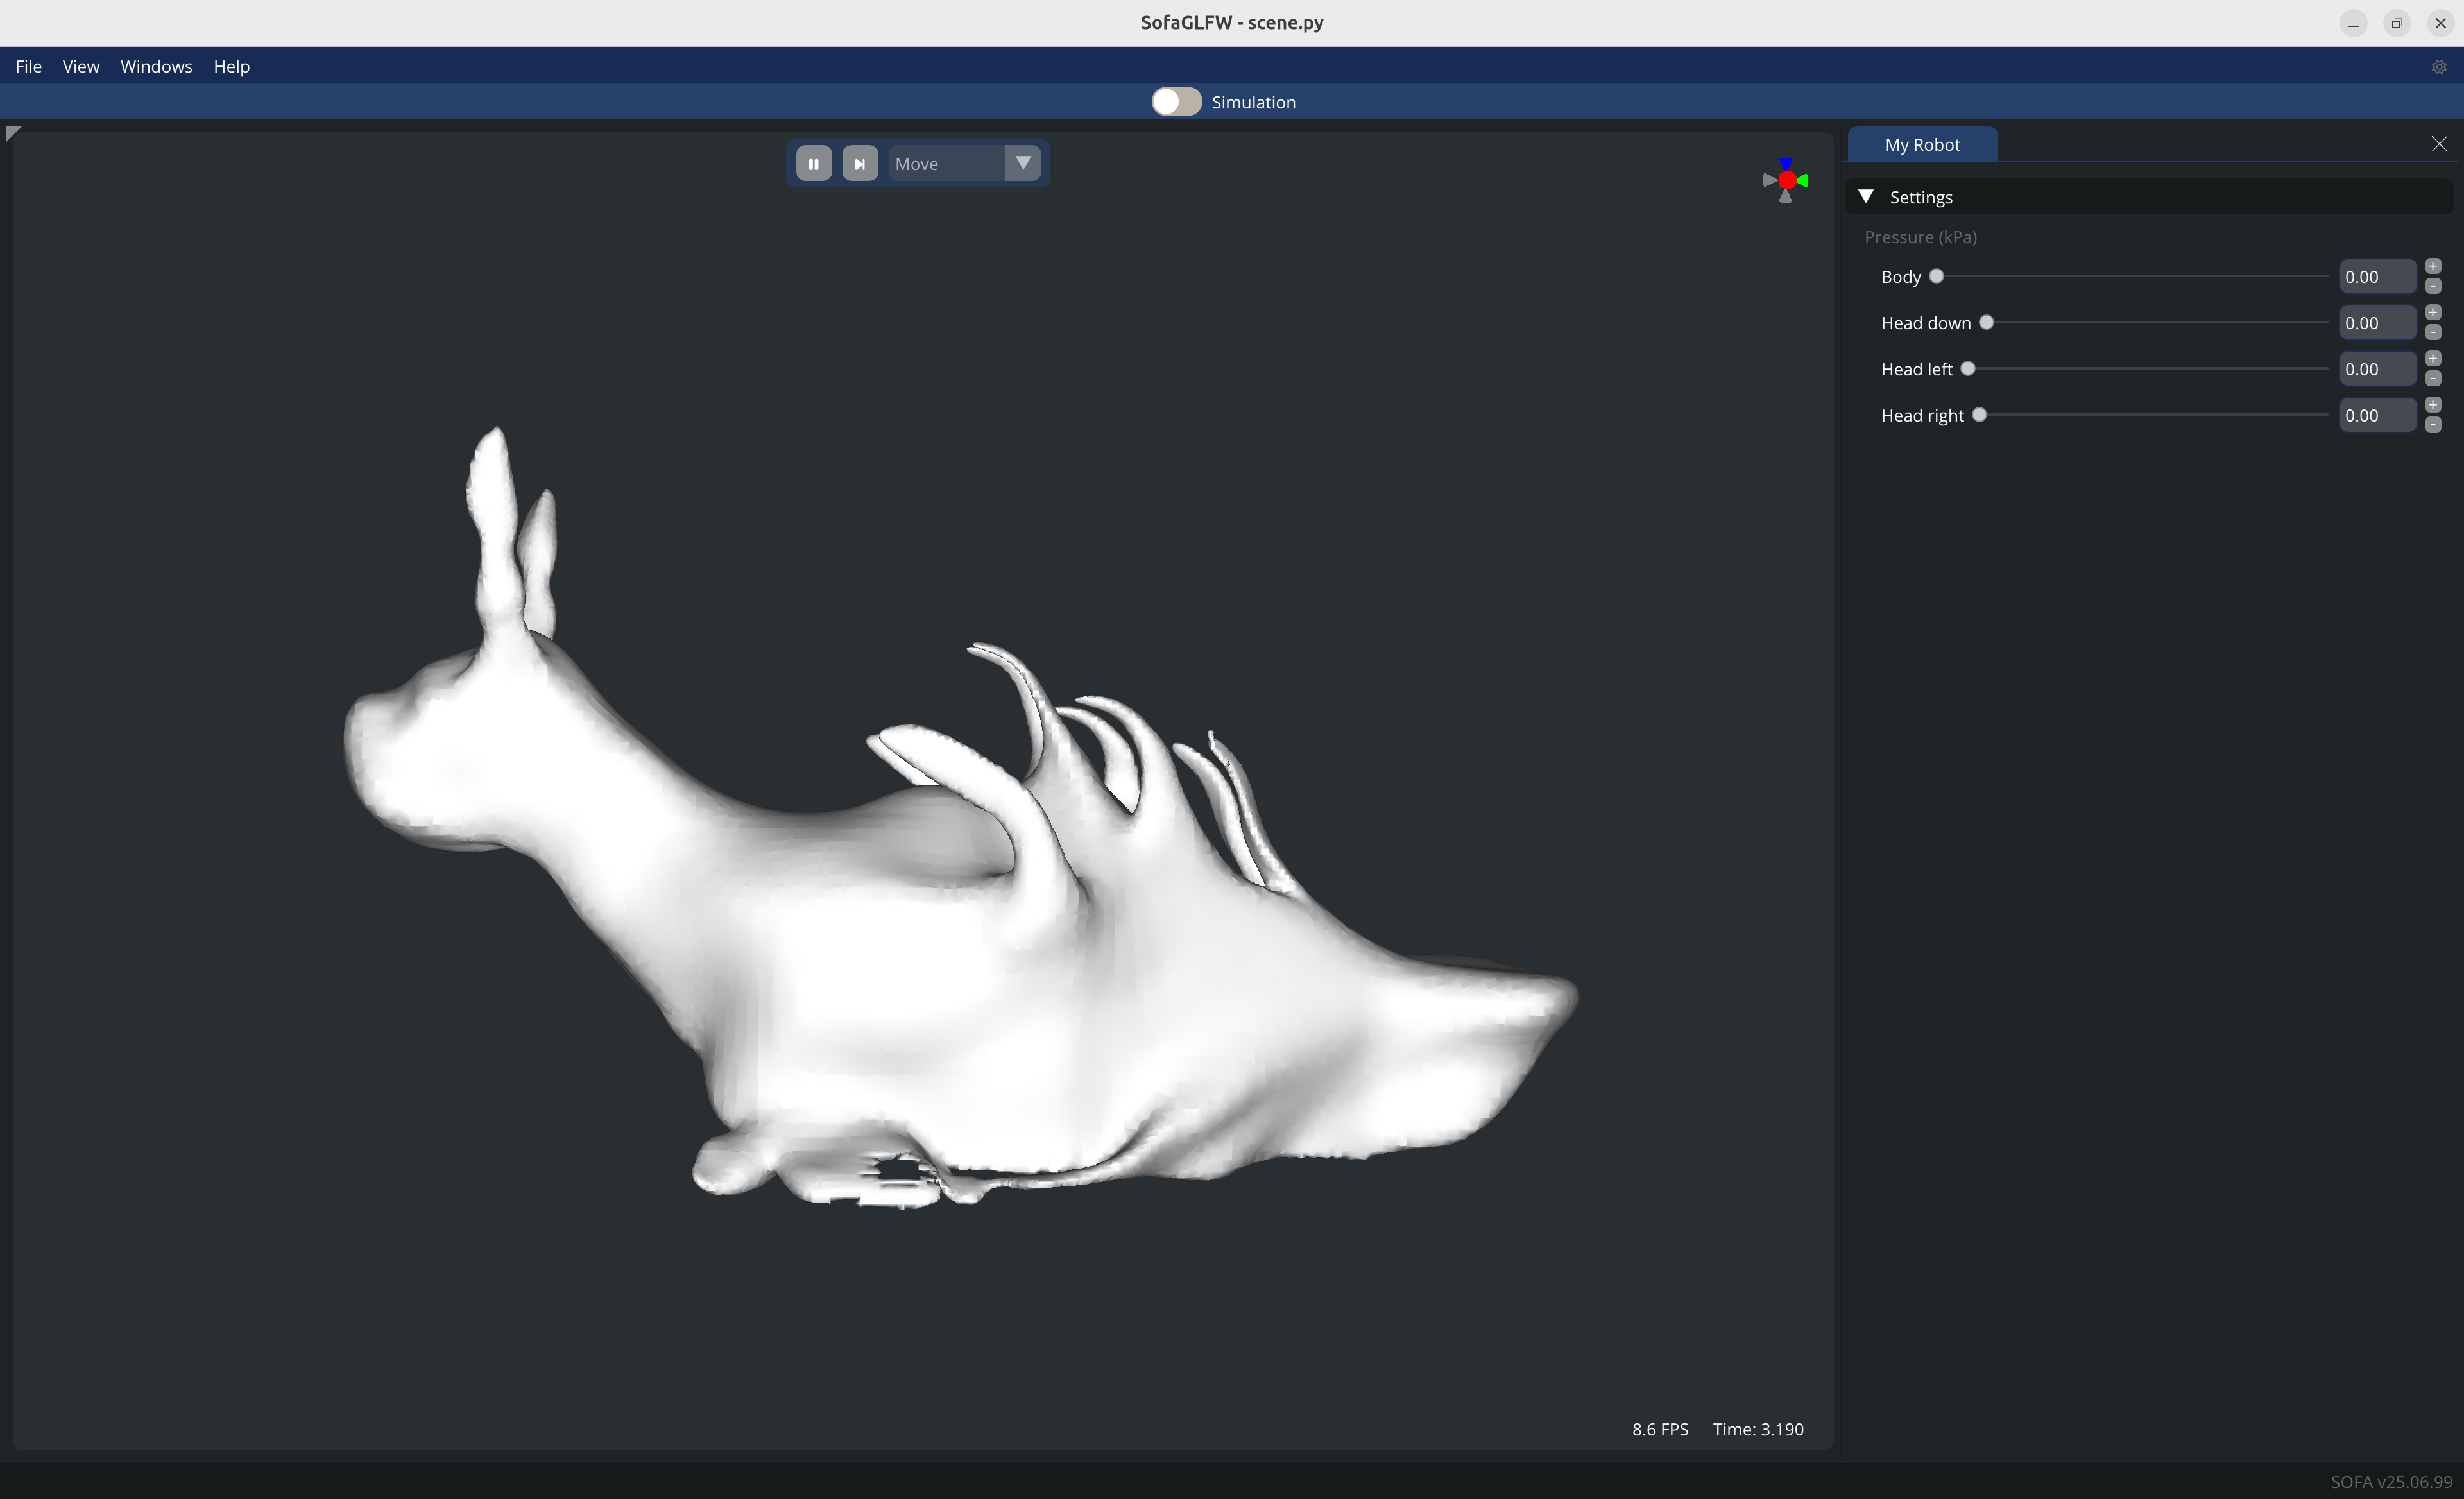 SofaGLFW - scene.py
File View Windows Help
Simulation
Move
My Robot
Settings
Pressure (kPa)
Body 0.00 + -
Head down 0.00 + -
Head left 0.00 + -
Head right 0.00 + -
8.6 FPS Time: 3.190
SOFA v25.06.99